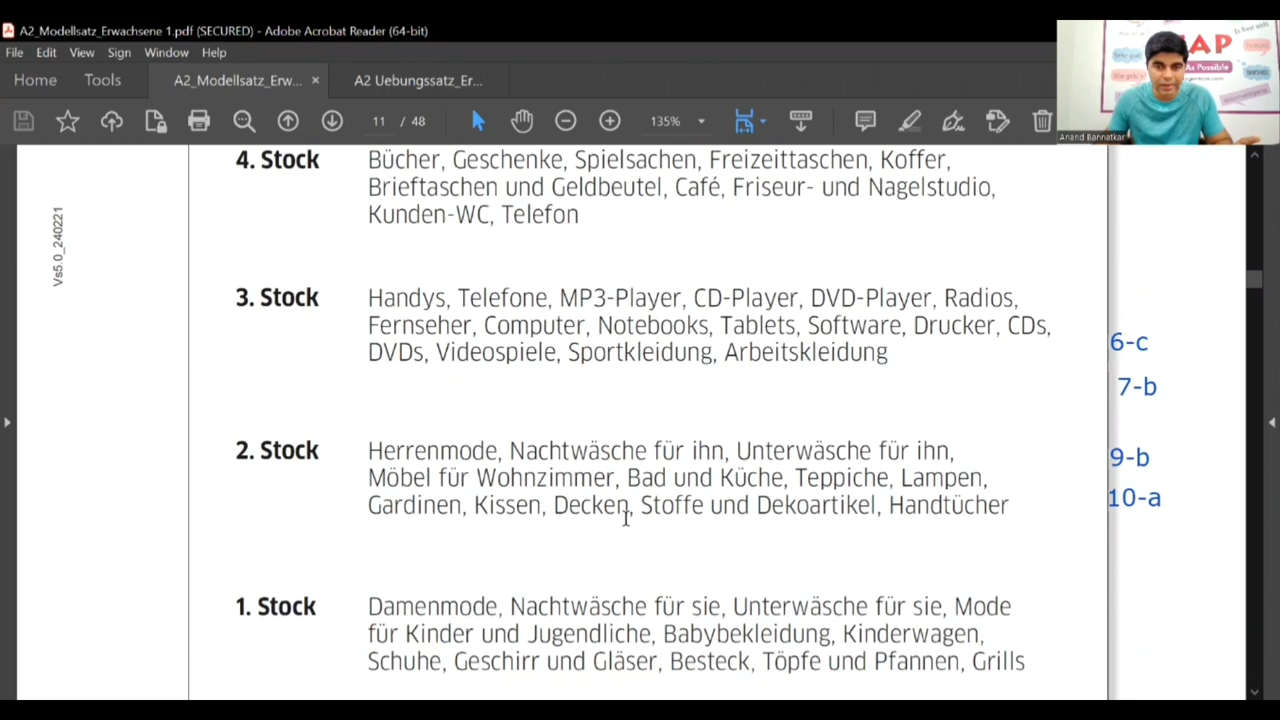 A2_Modellsatz_Erwachsene 1.pdf (SECURED) - Adobe Acrobat Reader (64-bit)
File Edit View Sign Window Help
Home Tools A2_Modellsatz_Erw... × A2 Uebungssatz_Er...
11 / 48 135%
AP
As Possible
Anand Bannatkar
Vs5.0_240221
4. Stock Bücher, Geschenke, Spielsachen, Freizeittaschen, Koffer,
Brieftaschen und Geldbeutel, Café, Friseur- und Nagelstudio,
Kunden-WC, Telefon
3. Stock Handys, Telefone, MP3-Player, CD-Player, DVD-Player, Radios,
Fernseher, Computer, Notebooks, Tablets, Software, Drucker, CDs,
DVDs, Videospiele, Sportkleidung, Arbeitskleidung
6-c
7-b
2. Stock Herrenmode, Nachtwäsche für ihn, Unterwäsche für ihn,
Möbel für Wohnzimmer, Bad und Küche, Teppiche, Lampen,
Gardinen, Kissen, Decken, Stoffe und Dekoartikel, Handtücher
9-b
10-a
1. Stock Damenmode, Nachtwäsche für sie, Unterwäsche für sie, Mode
für Kinder und Jugendliche, Babybekleidung, Kinderwagen,
Schuhe, Geschirr und Gläser, Besteck, Töpfe und Pfannen, Grills